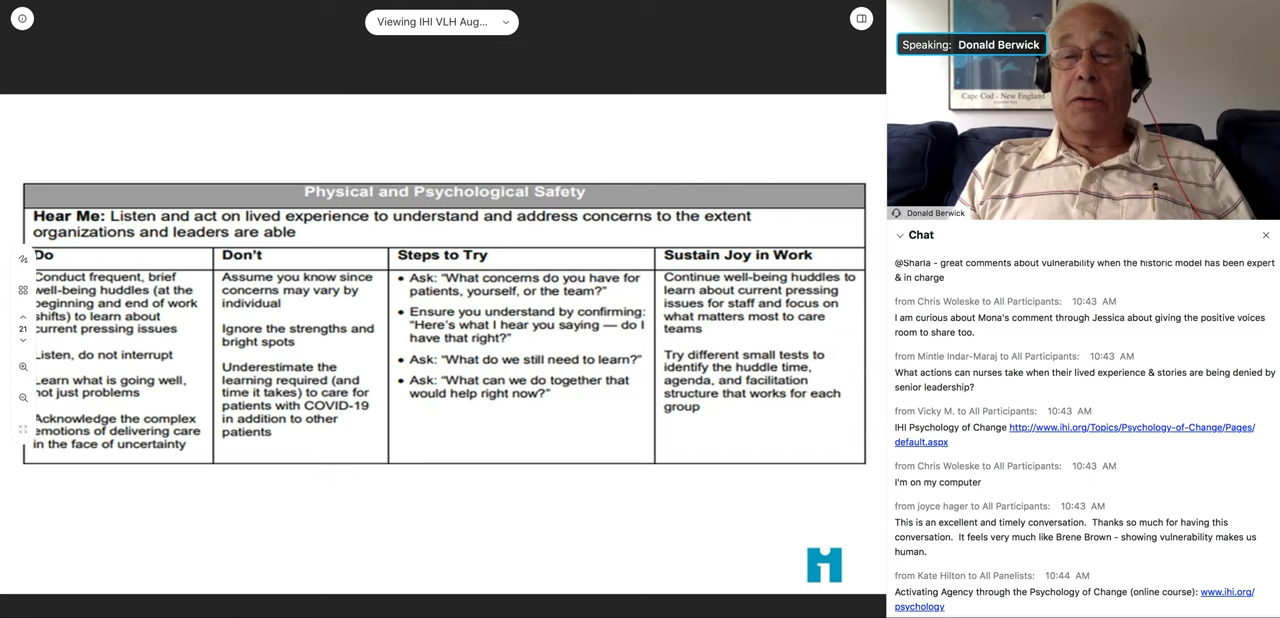 Viewing IHI VLH Aug...
Physical and Psychological Safety
Hear Me: Listen and act on lived experience to understand and address concerns to the extent
organizations and leaders are able
Do
Conduct frequent, brief
well-being huddles (at the
beginning and end of work
shifts) to learn about
current pressing issues
Listen, do not interrupt
Learn what is going well,
not just problems
Acknowledge the complex
emotions of delivering care
in the face of uncertainty
Don't
Assume you know since
concerns may vary by
individual
Ignore the strengths and
bright spots
Underestimate the
learning required (and
time it takes) to care for
patients with COVID-19
in addition to other
patients
Steps to Try
• Ask: “What concerns do you have for
patients, yourself, or the team?”
• Ensure you understand by confirming:
“Here’s what I hear you saying — do I
have that right?”
• Ask: “What do we still need to learn?”
• Ask: “What can we do together that
would help right now?”
Sustain Joy in Work
Continue well-being huddles to
learn about current pressing
issues for staff and focus on
what matters most to care
teams
Try different small tests to
identify the huddle time,
agenda, and facilitation
structure that works for each
group
21
Speaking: Donald Berwick
Cape Cod - New England
Donald Berwick
Chat
@Sharla - great comments about vulnerability when the historic model has been expert
& in charge
from Chris Woleske to All Participants: 10:43 AM
I am curious about Mona's comment through Jessica about giving the positive voices
room to share too.
from Mintie Indar-Maraj to All Participants: 10:43 AM
What actions can nurses take when their lived experience & stories are being denied by
senior leadership?
from Vicky M. to All Participants: 10:43 AM
IHI Psychology of Change http://www.ihi.org/Topics/Psychology-of-Change/Pages/
default.aspx
from Chris Woleske to All Participants: 10:43 AM
I'm on my computer
from joyce hager to All Participants: 10:43 AM
This is an excellent and timely conversation. Thanks so much for having this
conversation. It feels very much like Brene Brown - showing vulnerability makes us
human.
from Kate Hilton to All Panelists: 10:44 AM
Activating Agency through the Psychology of Change (online course): www.ihi.org/
psychology